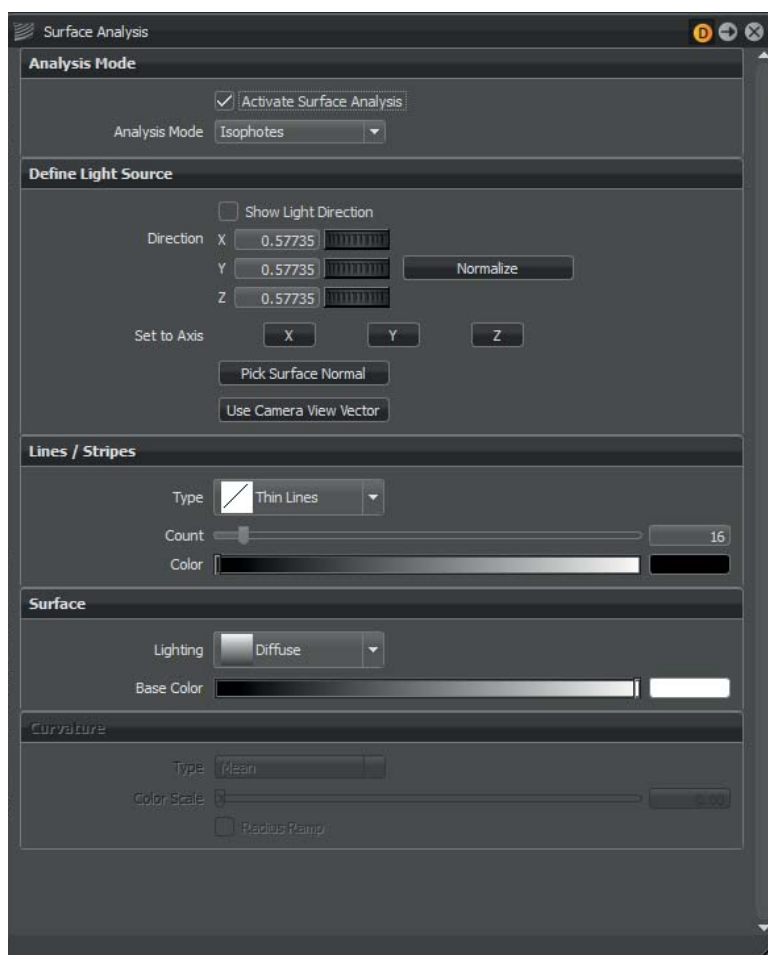 Surface Analysis D
Analysis Mode
Activate Surface Analysis
Analysis Mode Isophotes
Define Light Source
Show Light Direction
Direction X 0.57735
Y 0.57735 Normalize
Z 0.57735
Set to Axis X Y Z
Pick Surface Normal
Use Camera View Vector
Lines / Stripes
Type Thin Lines
Count 16
Color
Surface
Lighting Diffuse
Base Color
Curvature
Type Mean
Color Scale 0.00
Radius Ramp